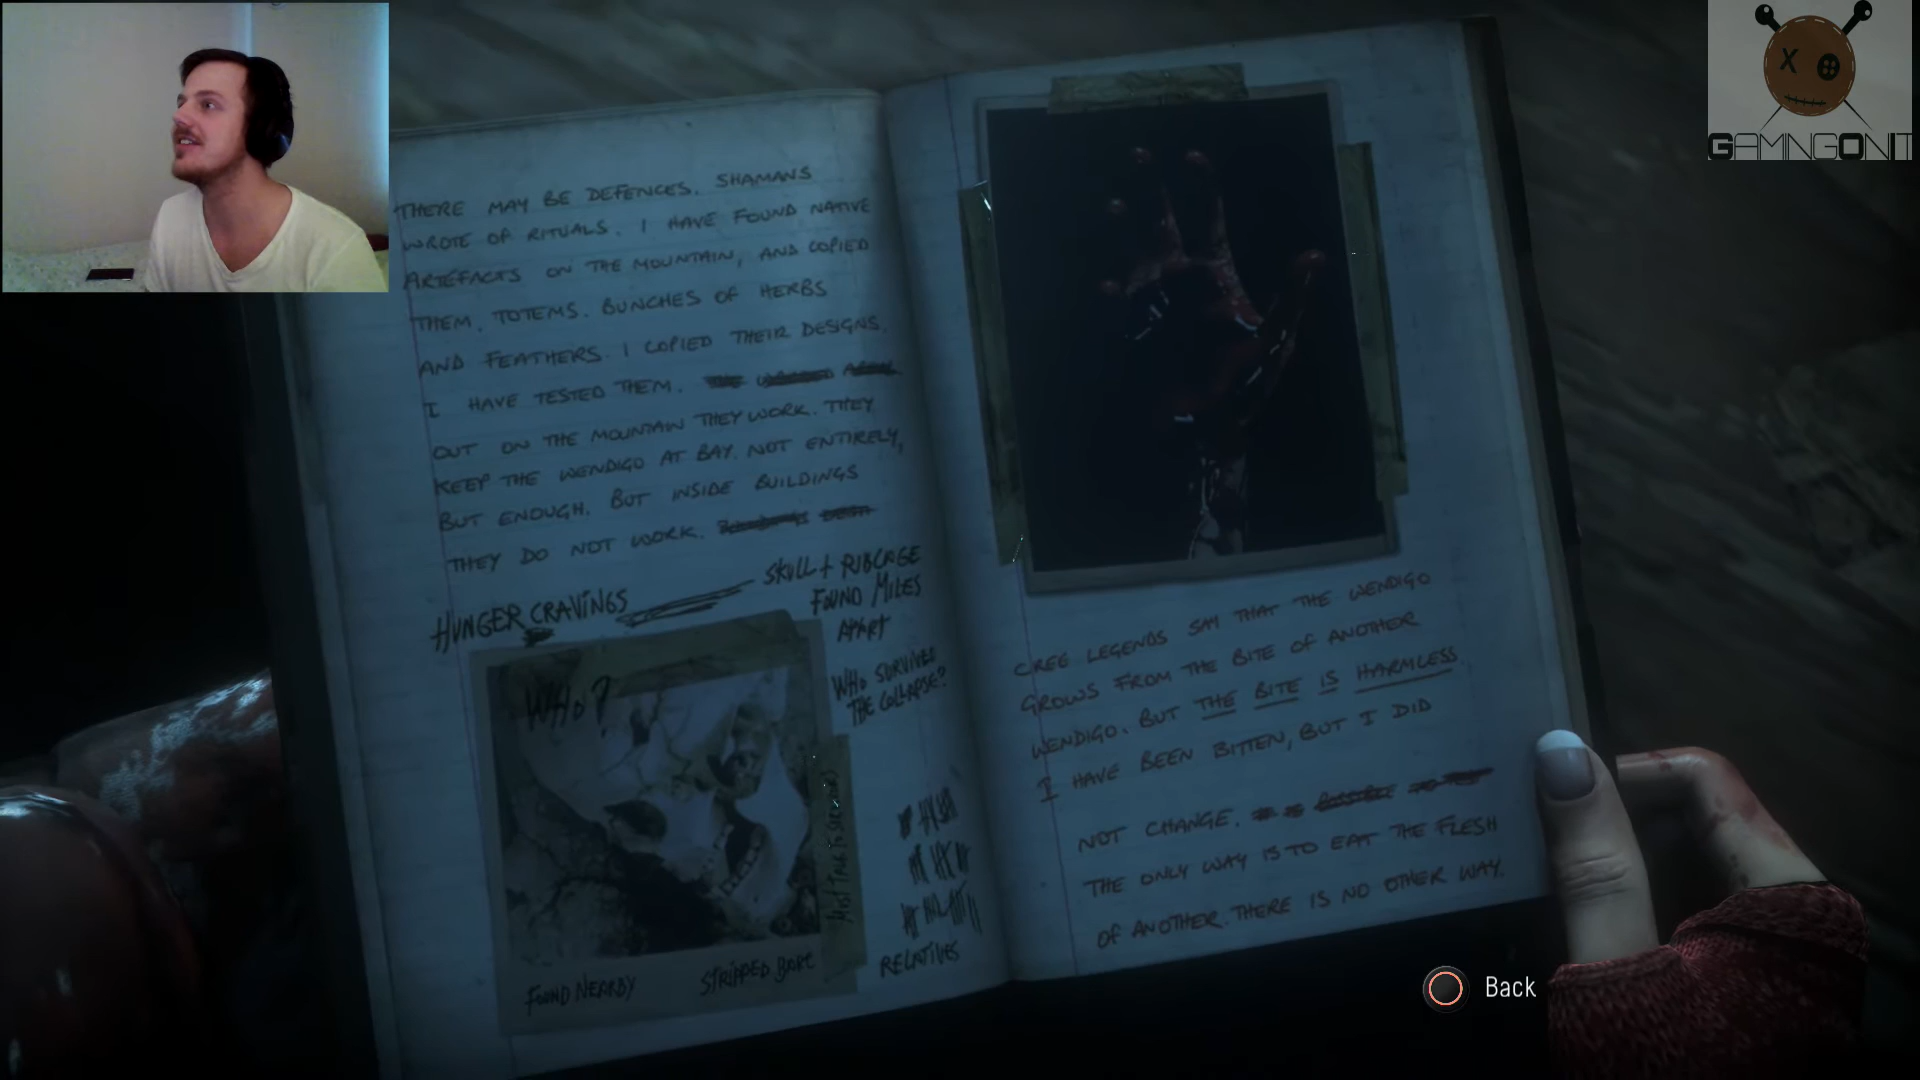 GAMINGONIT
THERE MAY BE DEFENCES. SHAMANS
WROTE OF RITUALS. I HAVE FOUND NATIVE
ARTEFACTS ON THE MOUNTAIN, AND COPIED
THEM. TOTEMS. BUNCHES OF HERBS
AND FEATHERS. I COPIED THEIR DESIGNS.
I HAVE TESTED THEM.
OUT ON THE MOUNTAIN THEY WORK. THEY
KEEP THE WENDIGO AT BAY. NOT ENTIRELY,
BUT ENOUGH. BUT INSIDE BUILDINGS
THEY DO NOT WORK.
HUNGER CRAVINGS
SKULL + RIBCAGE
FOUND MILES
APART
WHO SURVIVED
THE COLLAPSE?
WHO?
FOUND NEARBY STRIPPED BARE
RELATIVES
CREE LEGENDS SAY THAT THE WENDIGO
GROWS FROM THE BITE OF ANOTHER
WENDIGO. BUT THE BITE IS HARMLESS.
I HAVE BEEN BITTEN, BUT I DID
NOT CHANGE.
THE ONLY WAY IS TO EAT THE FLESH
OF ANOTHER. THERE IS NO OTHER WAY.
Back